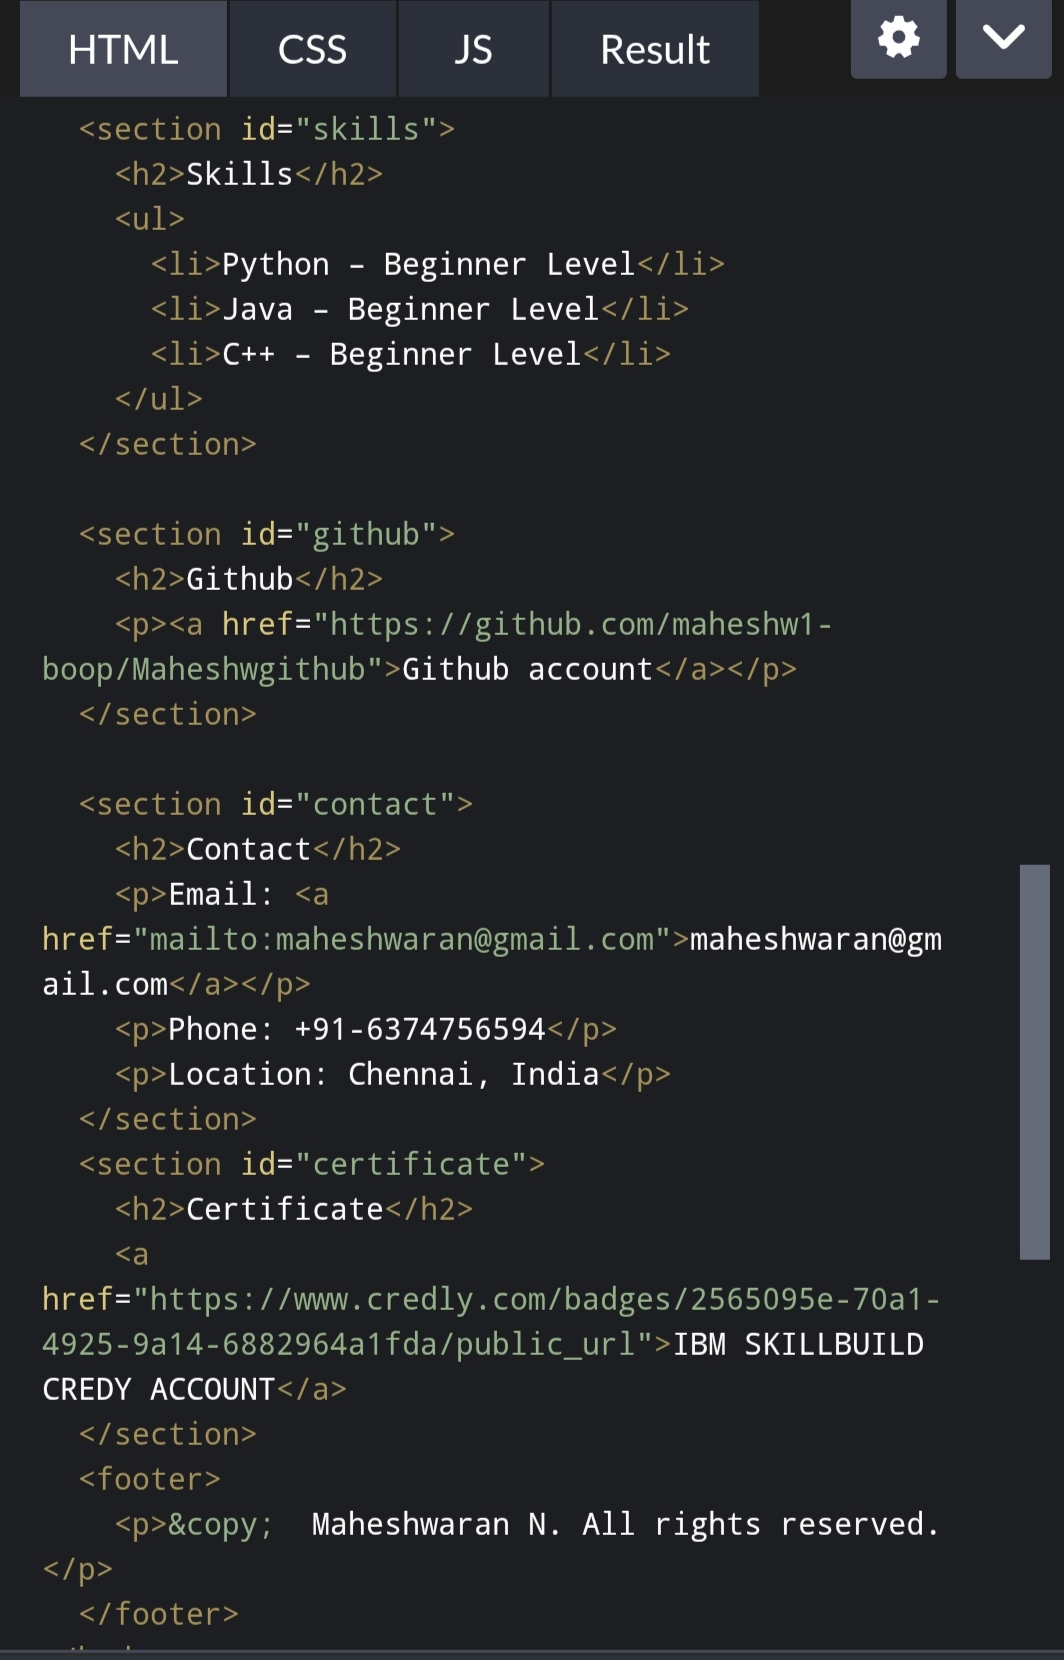 HTML CSS JS Result
<section id="skills">
<h2>Skills</h2>
<ul>
<li>Python – Beginner Level</li>
<li>Java – Beginner Level</li>
<li>C++ – Beginner Level</li>
</ul>
</section>
<section id="github">
<h2>Github</h2>
<p><a href="https://github.com/maheshw1-
boop/Maheshwgithub">Github account</a></p>
</section>
<section id="contact">
<h2>Contact</h2>
<p>Email: <a
href="mailto:maheshwaran@gmail.com">maheshwaran@gm
ail.com</a></p>
<p>Phone: +91-6374756594</p>
<p>Location: Chennai, India</p>
</section>
<section id="certificate">
<h2>Certificate</h2>
<a
href="https://www.credly.com/badges/2565095e-70a1-
4925-9a14-6882964a1fda/public_url">IBM SKILLBUILD
CREDY ACCOUNT</a>
</section>
<footer>
<p>&copy;  Maheshwaran N. All rights reserved.
</p>
</footer>